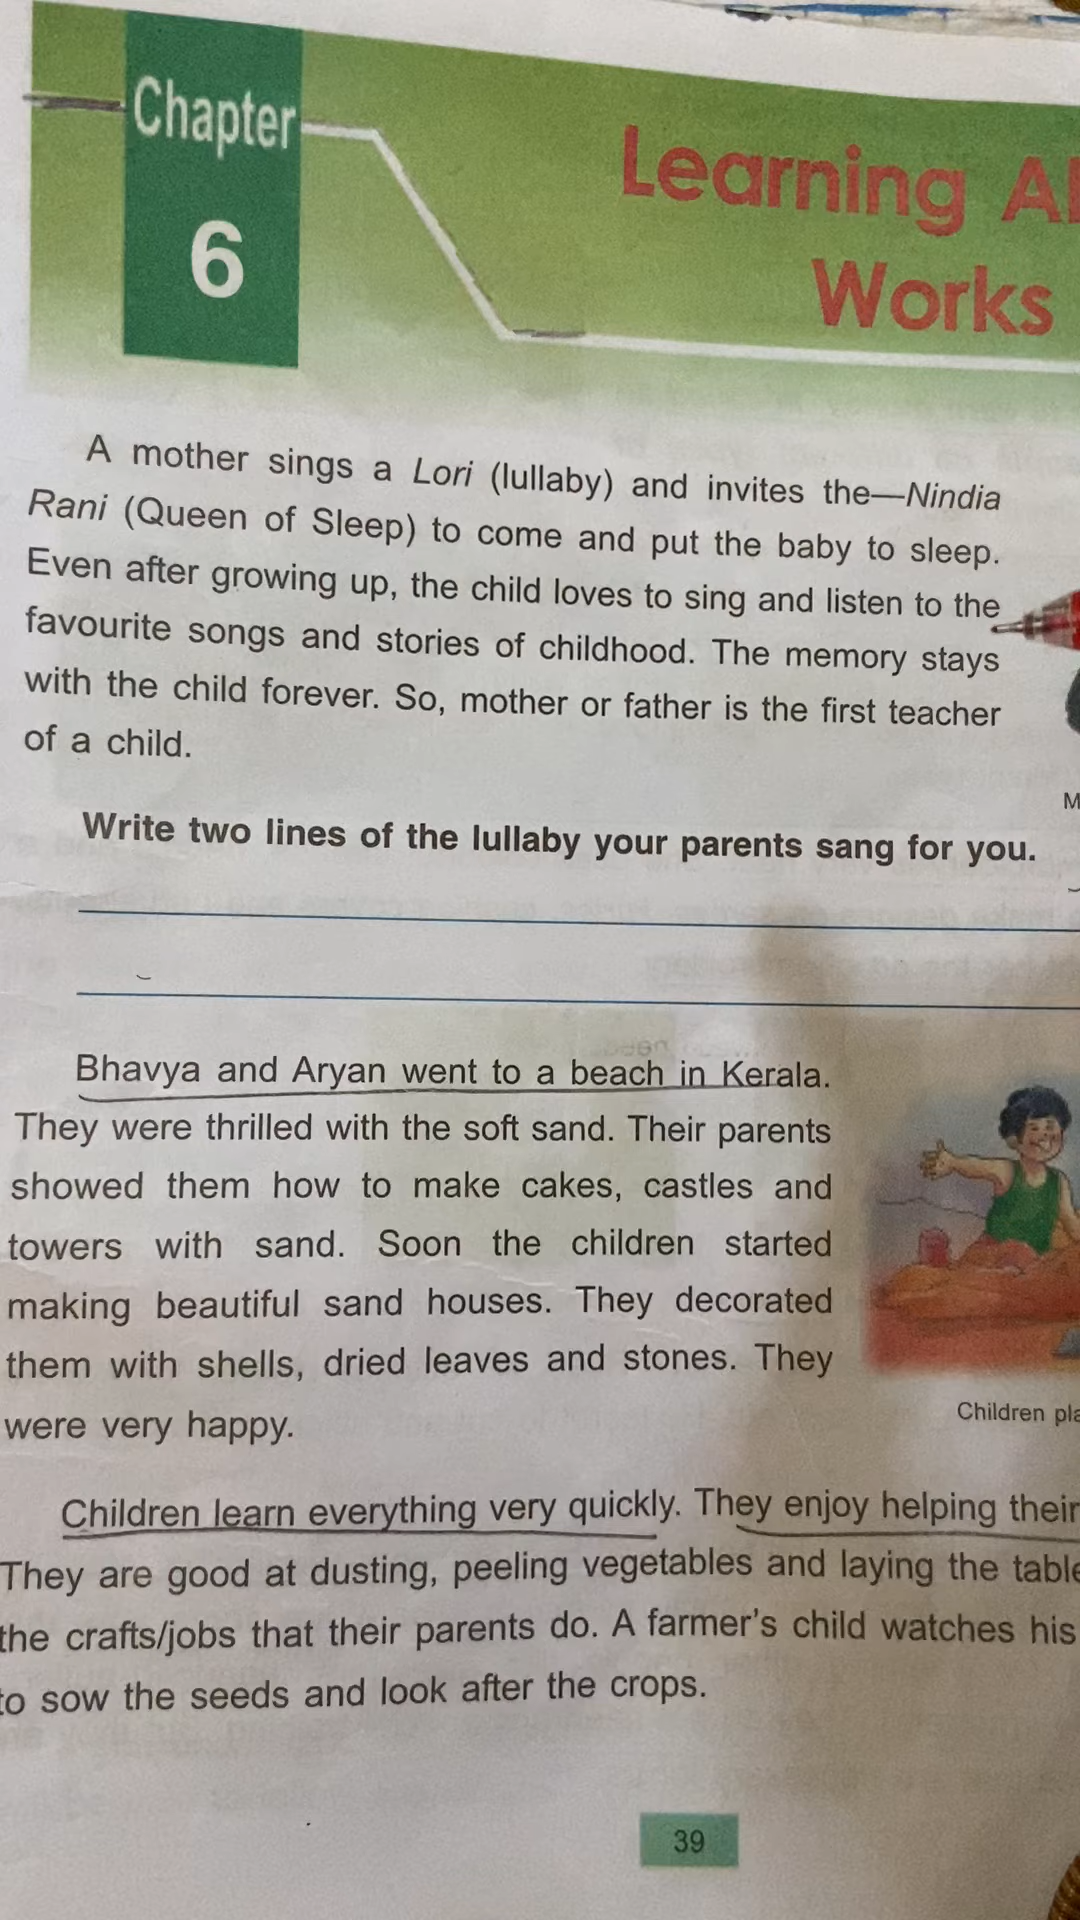 Chapter
6
Learning
Works
A mother sings a Lori (lullaby) and invites the—Nindia
Rani (Queen of Sleep) to come and put the baby to sleep.
Even after growing up, the child loves to sing and listen to the
favourite songs and stories of childhood. The memory stays
with the child forever. So, mother or father is the first teacher
of a child.
Write two lines of the lullaby your parents sang for you.
Bhavya and Aryan went to a beach in Kerala.
They were thrilled with the soft sand. Their parents
showed them how to make cakes, castles and
towers with sand. Soon the children started
making beautiful sand houses. They decorated
them with shells, dried leaves and stones. They
were very happy.
Children
Children learn everything very quickly. They enjoy helping their
They are good at dusting, peeling vegetables and laying the table
the crafts/jobs that their parents do. A farmer's child watches his
to sow the seeds and look after the crops.
39